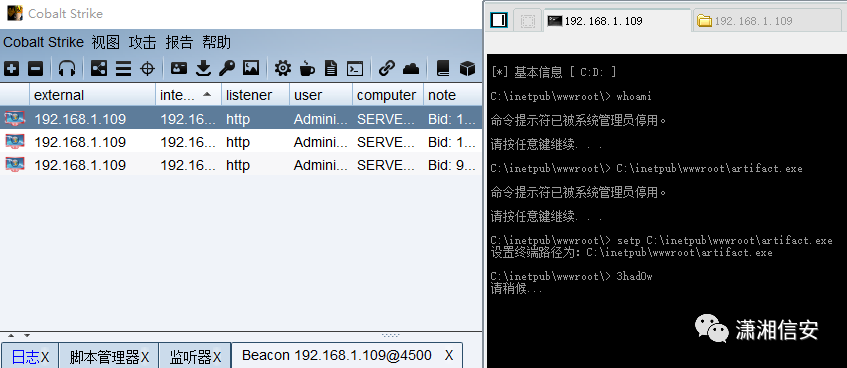 Cobalt Strike
Cobalt Strike 视图 攻击 报告 帮助
external inte... listener user computer note
192.168.1.109 192.16... http Admini... SERVE... Bid: 1...
192.168.1.109 192.16... http Admini... SERVE... Bid: 1...
192.168.1.109 192.16... http Admini... SERVE... Bid: 9...
日志X 脚本管理器X 监听器X Beacon 192.168.1.109@4500 X
192.168.1.109 192.168.1.109
[*] 基本信息 [ C:D: ]
C:\inetpub\wwwroot\> whoami
命令提示符已被系统管理员停用。
请按任意键继续. . .
C:\inetpub\wwwroot\> C:\inetpub\wwwroot\artifact.exe
命令提示符已被系统管理员停用。
请按任意键继续. . .
C:\inetpub\wwwroot\> setp C:\inetpub\wwwroot\artifact.exe
设置终端路径为: C:\inetpub\wwwroot\artifact.exe
C:\inetpub\wwwroot\> 3had0w
请稍候...
潇湘信安